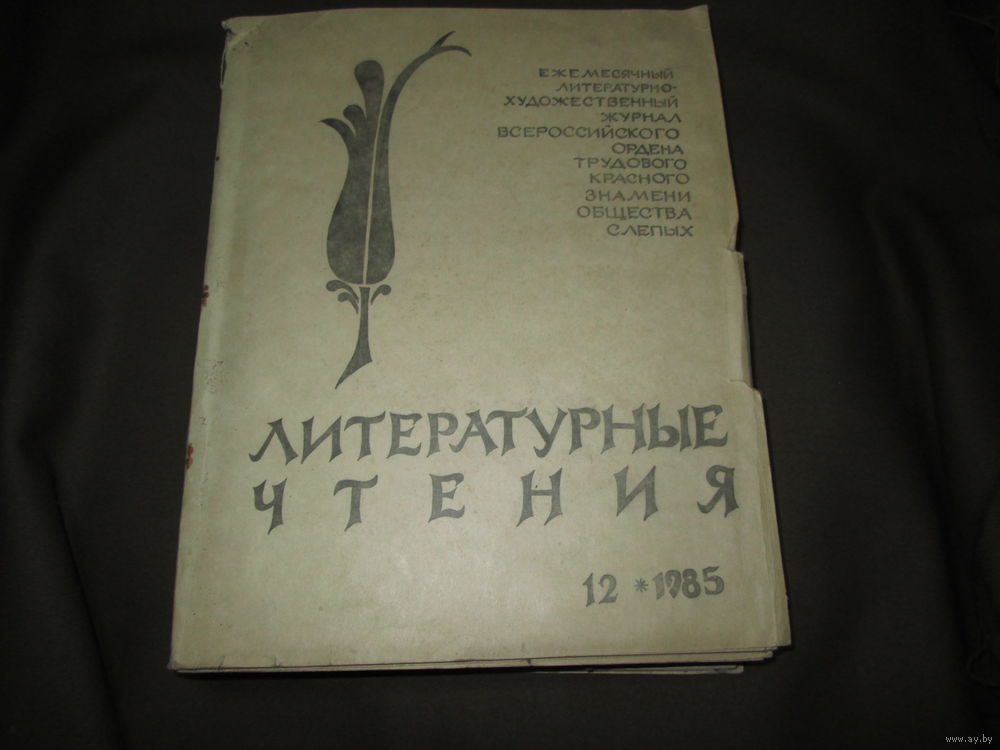 ЕЖЕМЕСЯЧНЫЙ
ЛИТЕРАТУРНО-
ХУДОЖЕСТВЕННЫЙ
ЖУРНАЛ
ВСЕРОССИЙСКОГО
ОРДЕНА
ТРУДОВОГО
КРАСНОГО
ЗНАМЕНИ
ОБЩЕСТВА
СЛЕПЫХ
ЛИТЕРАТУРНЫЕ
ЧТЕНИЯ
12 * 1985
www.ay.by